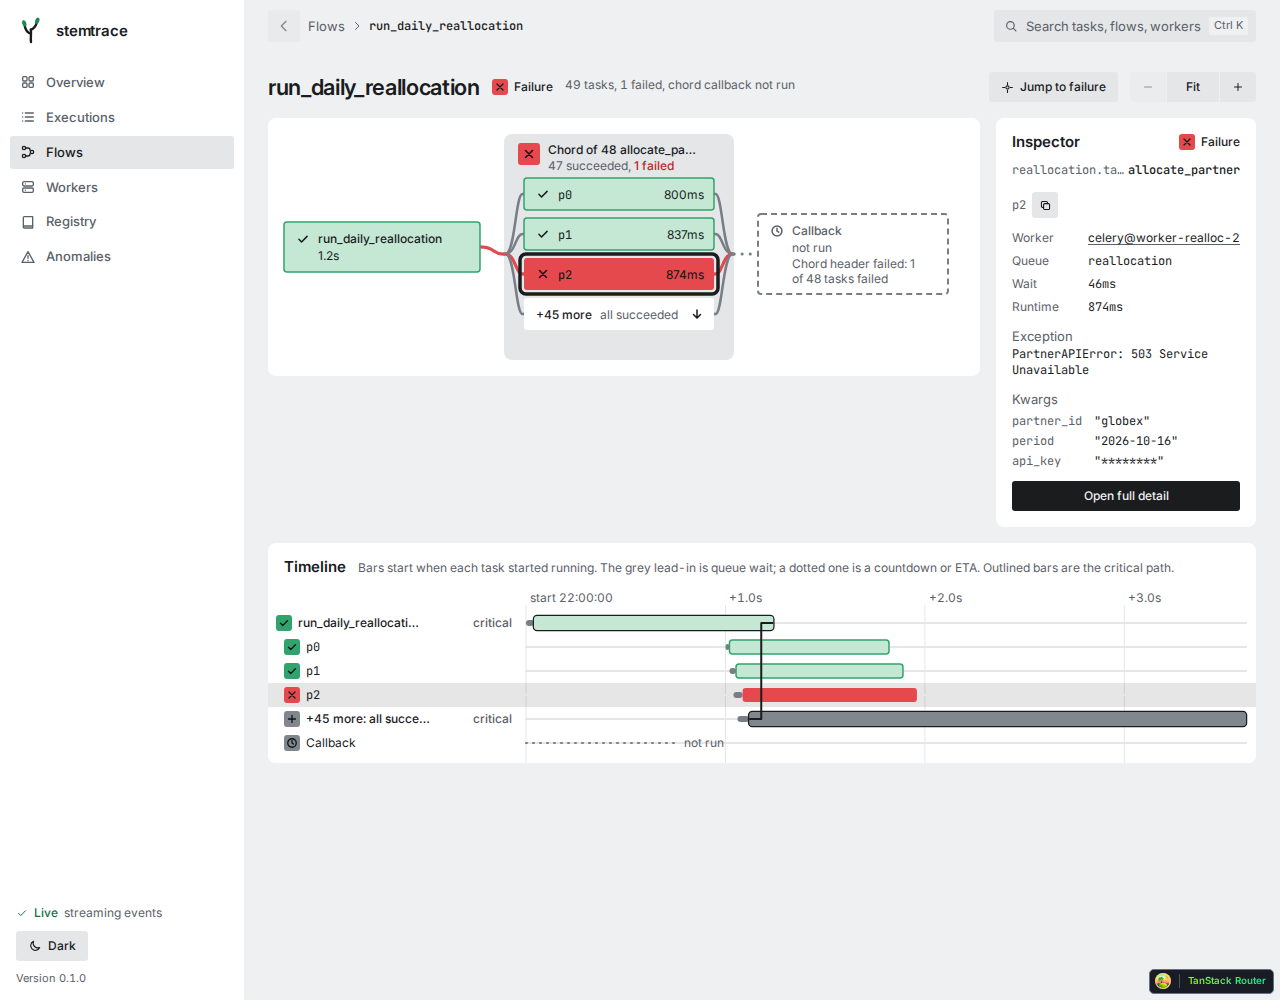 stemtrace
Overview
Executions
Flows
Workers
Registry
Anomalies
Live streaming events
Dark
Version 0.1.0
Flows
run_daily_reallocation
Search tasks, flows, workers
Ctrl K
run_daily_reallocation
Failure
49 tasks, 1 failed, chord callback not run
Jump to failure
Fit
run_daily_reallocation
1.2s
Chord of 48 allocate_pa...
47 succeeded, 1 failed
p0 800ms
p1 837ms
p2 874ms
+45 more all succeeded
Callback
not run
Chord header failed: 1
of 48 tasks failed
Inspector
Failure
reallocation.ta... allocate_partner
p2
Worker celery@worker-realloc-2
Queue reallocation
Wait 46ms
Runtime 874ms
Exception
PartnerAPIError: 503 Service
Unavailable
Kwargs
partner_id "globex"
period "2026-10-16"
api_key "********"
Open full detail
Timeline
Bars start when each task started running. The grey lead-in is queue wait; a dotted one is a countdown or ETA. Outlined bars are the critical path.
start 22:00:00 +1.0s +2.0s +3.0s
run_daily_reallocati... critical
p0
p1
p2
+45 more: all succe... critical
Callback not run
TanStack Router